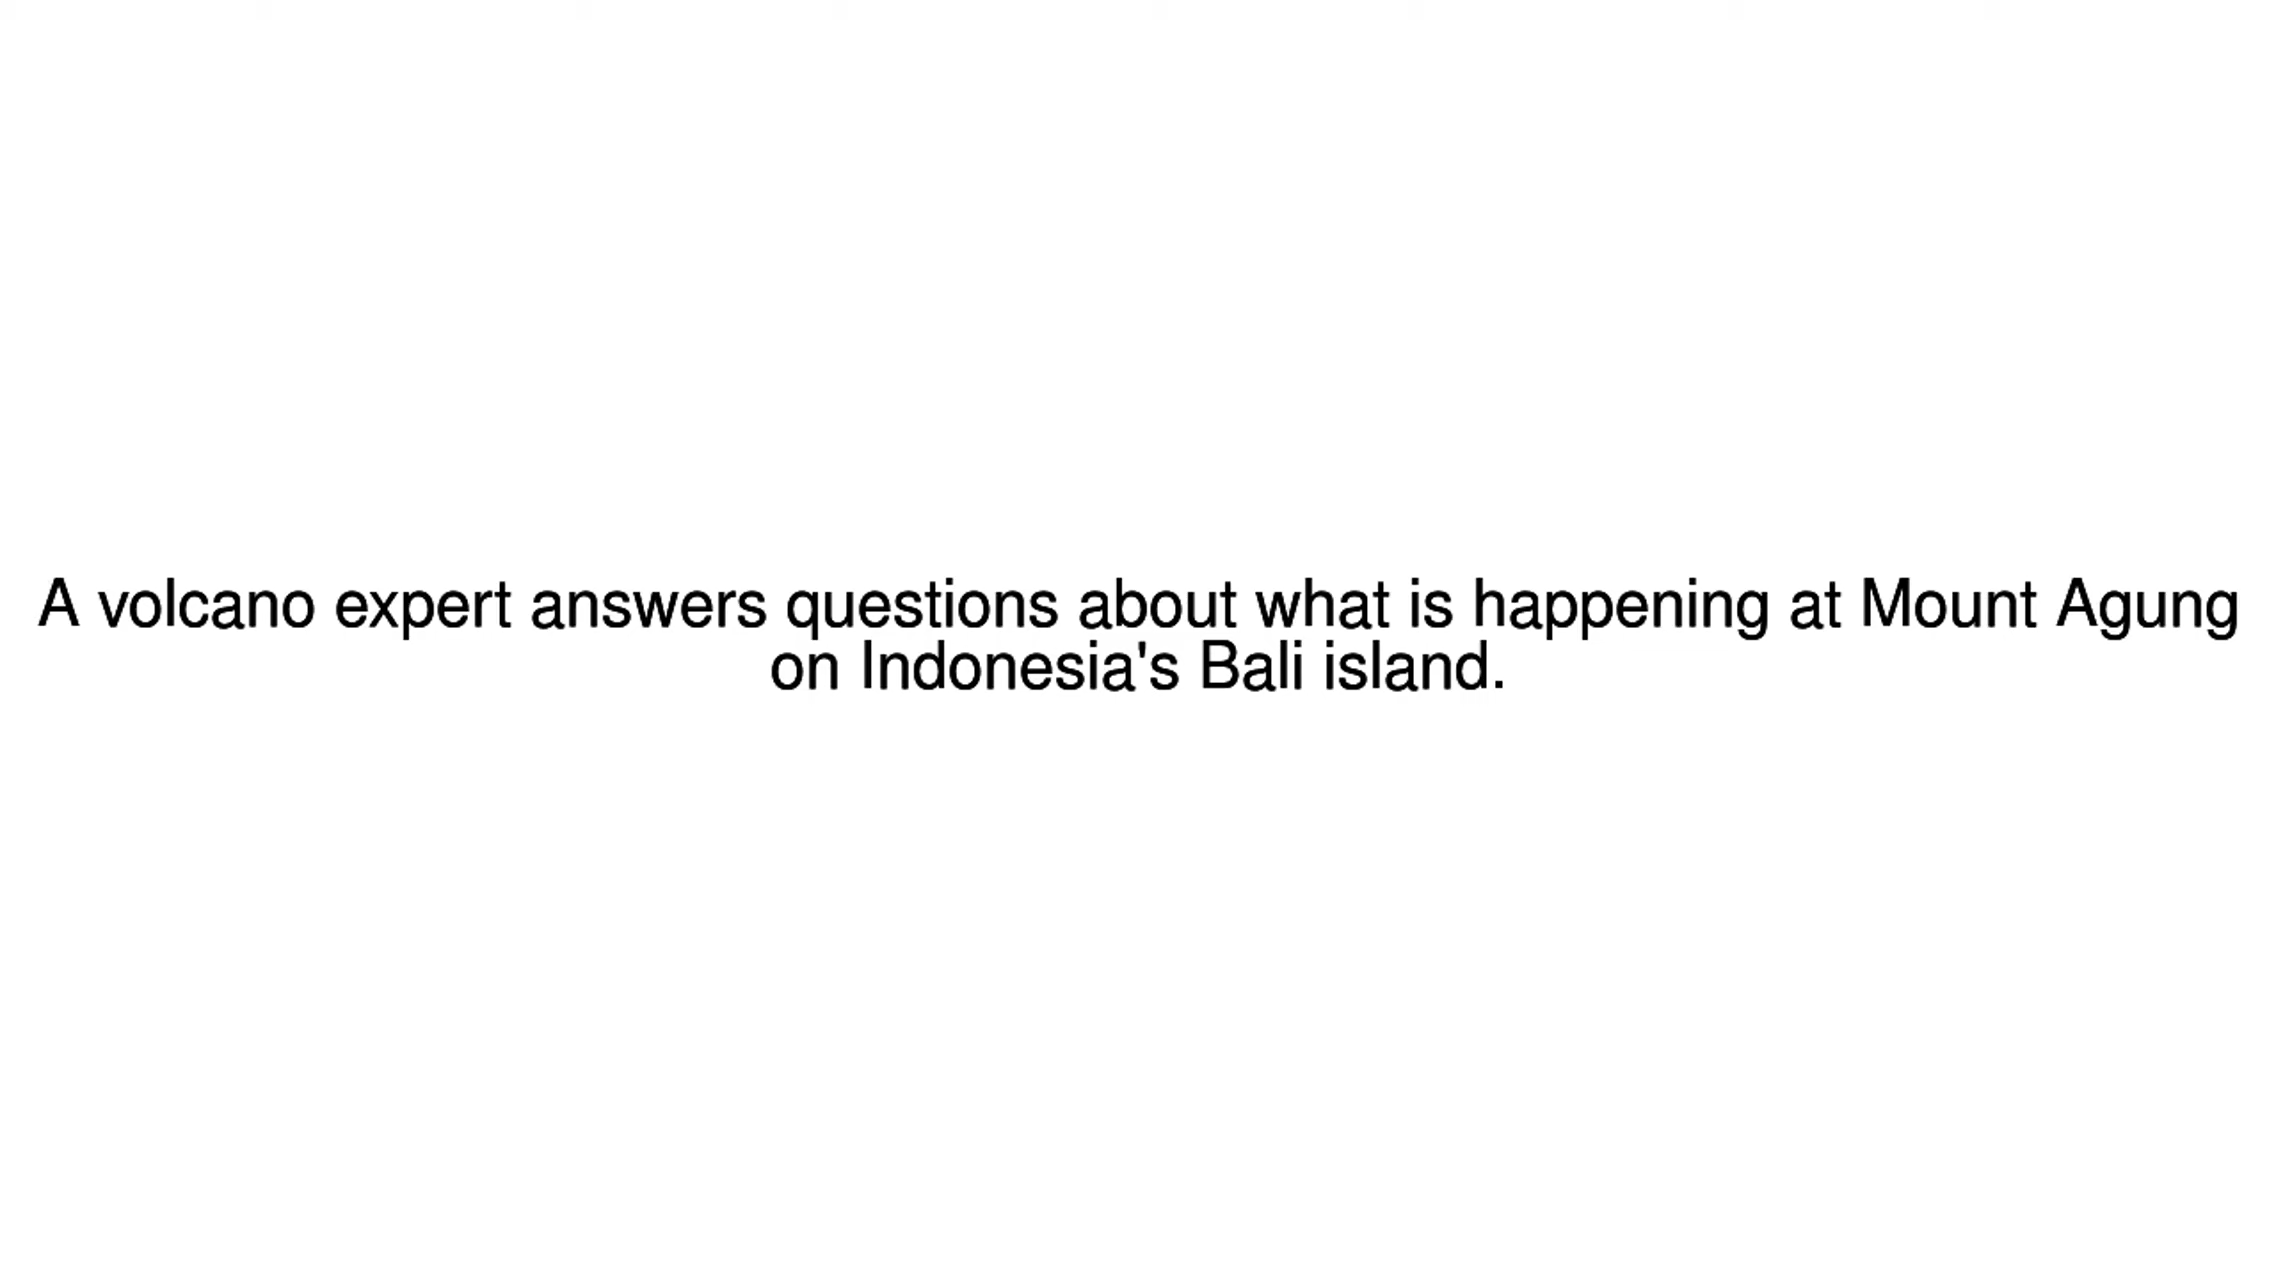 A volcano expert answers questions about what is happening at Mount Agung
on Indonesia's Bali island.